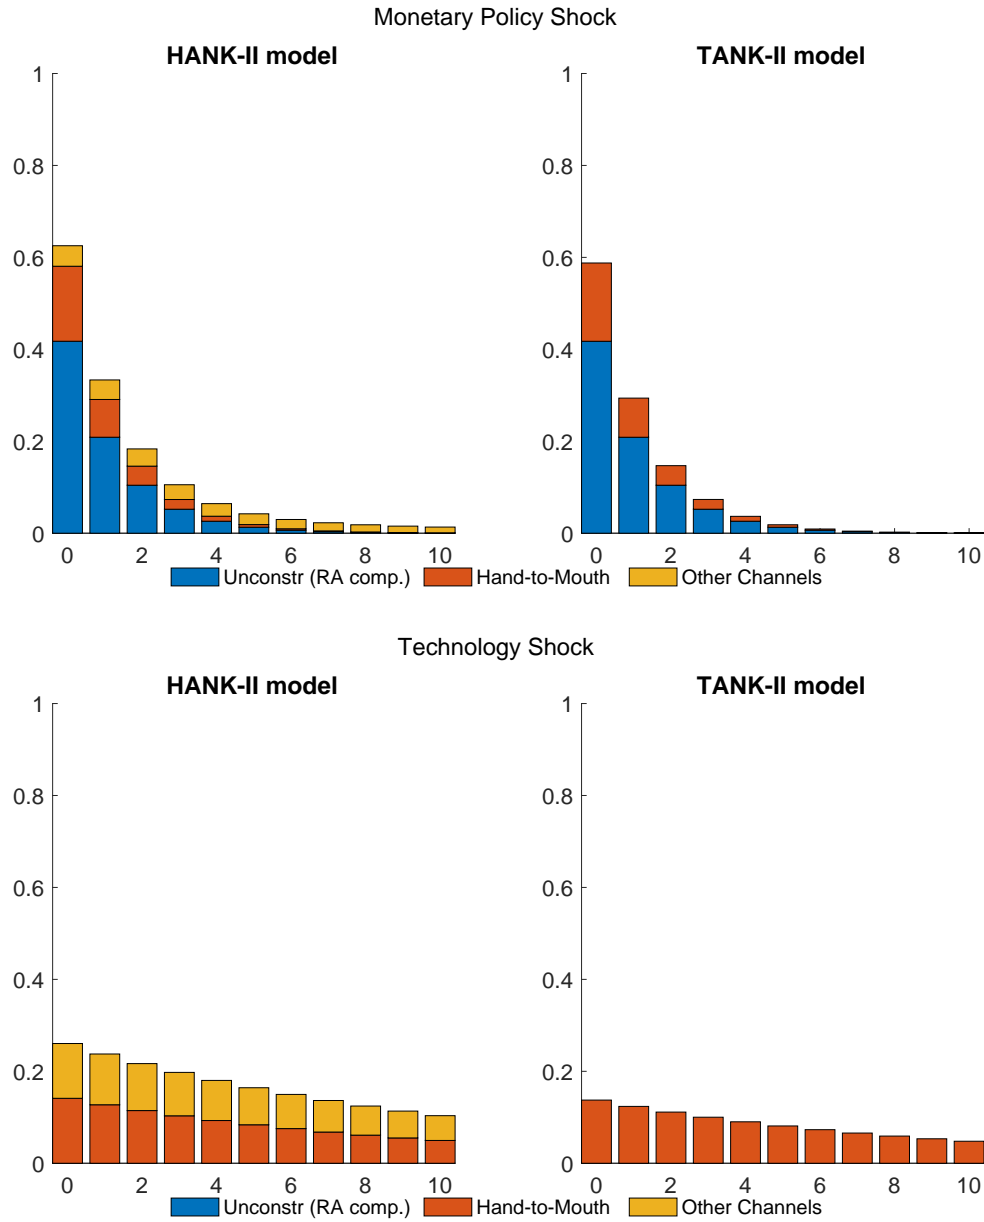 Monetary Policy Shock
HANK-II model
TANK-II model
1
0.8
0.6
0.4
0.2
0
0 2 4 6 8 10
1
0.8
0.6
0.4
0.2
0
0 2 4 6 8 10
Unconstr (RA comp.) Hand-to-Mouth Other Channels
Technology Shock
HANK-II model
TANK-II model
1
0.8
0.6
0.4
0.2
0
0 2 4 6 8 10
1
0.8
0.6
0.4
0.2
0
0 2 4 6 8 10
Unconstr (RA comp.) Hand-to-Mouth Other Channels